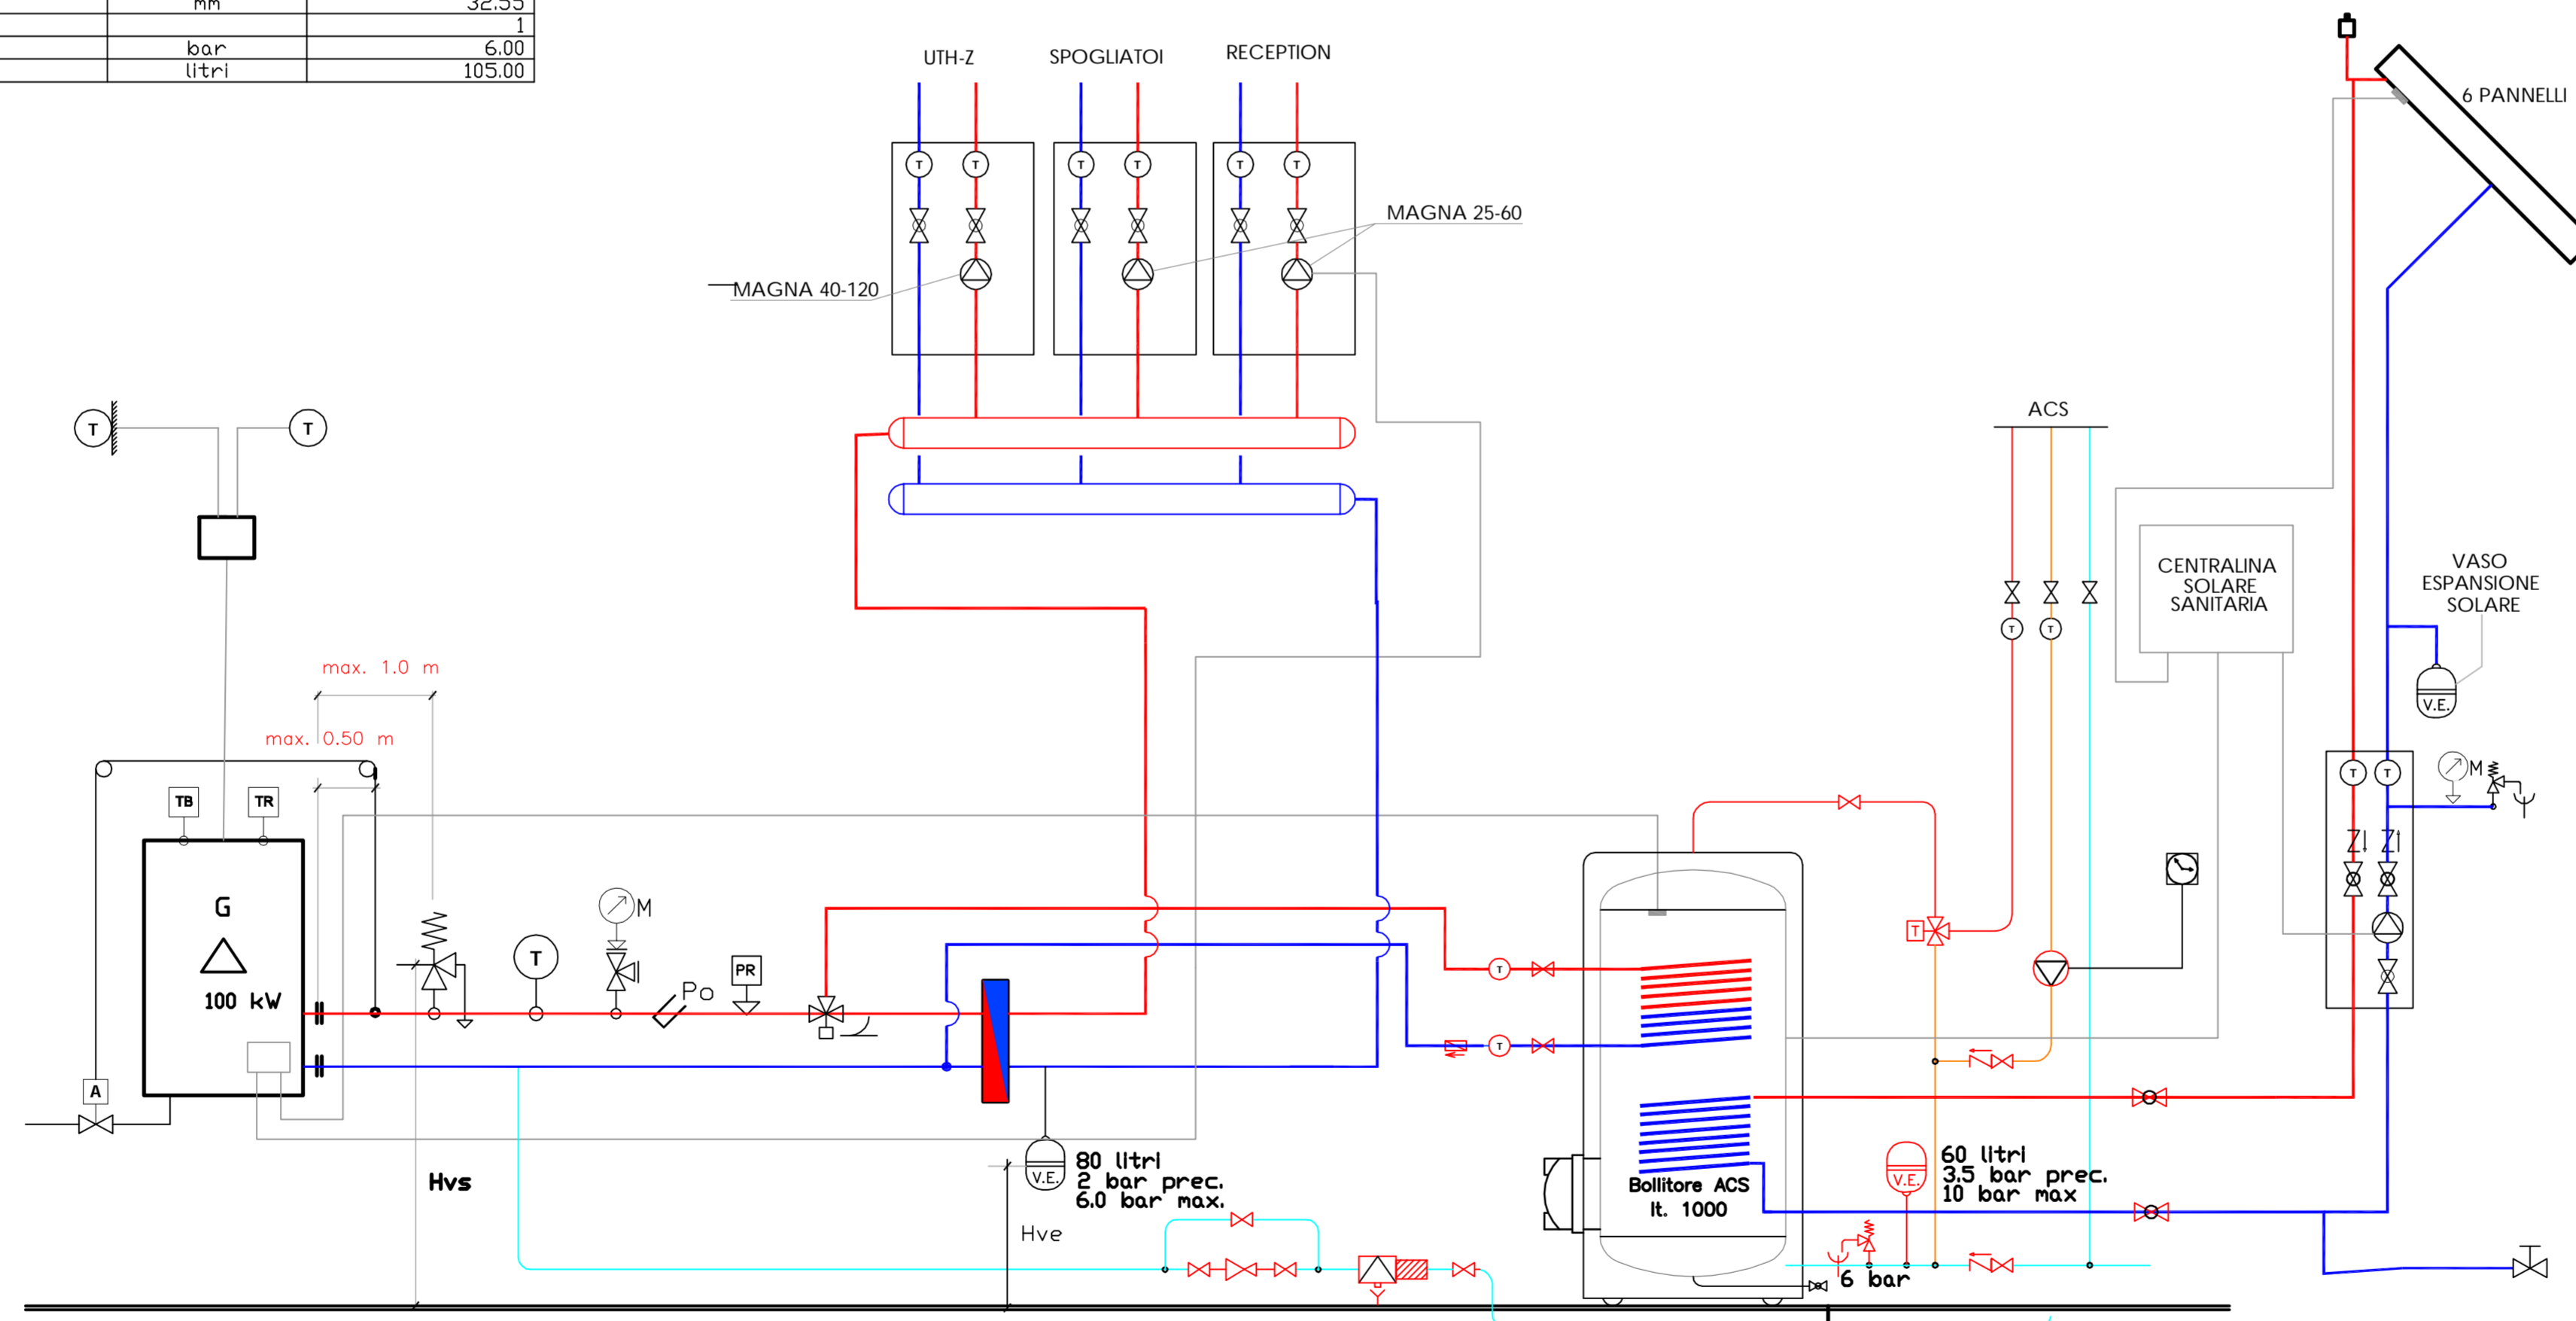 mm 32.55
1
bar 6.00
litri 105.00
UTH-Z SPOGLIATOI RECEPTION
6 PANNELLI
T T T T T T
MAGNA 25-60
MAGNA 40-120
T T
ACS
CENTRALINA
SOLARE
SANITARIA
VASO
ESPANSIONE
SOLARE
T T
V.E.
max. 1.0 m
max. 0.50 m
TB TR
T T
M
G
100 kW
M
T
PR
Po
T
T
T
A
Hvs
V.E.
80 litri
2 bar prec.
6.0 bar max.
Hve
Bollitore ACS
lt. 1000
V.E.
60 litri
3.5 bar prec.
10 bar max
6 bar